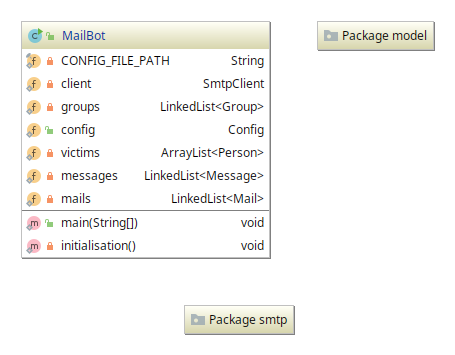 MailBot
Package model
CONFIG_FILE_PATH String
client SmtpClient
groups LinkedList<Group>
config Config
victims ArrayList<Person>
messages LinkedList<Message>
mails LinkedList<Mail>
main(String[]) void
initialisation() void
Package smtp